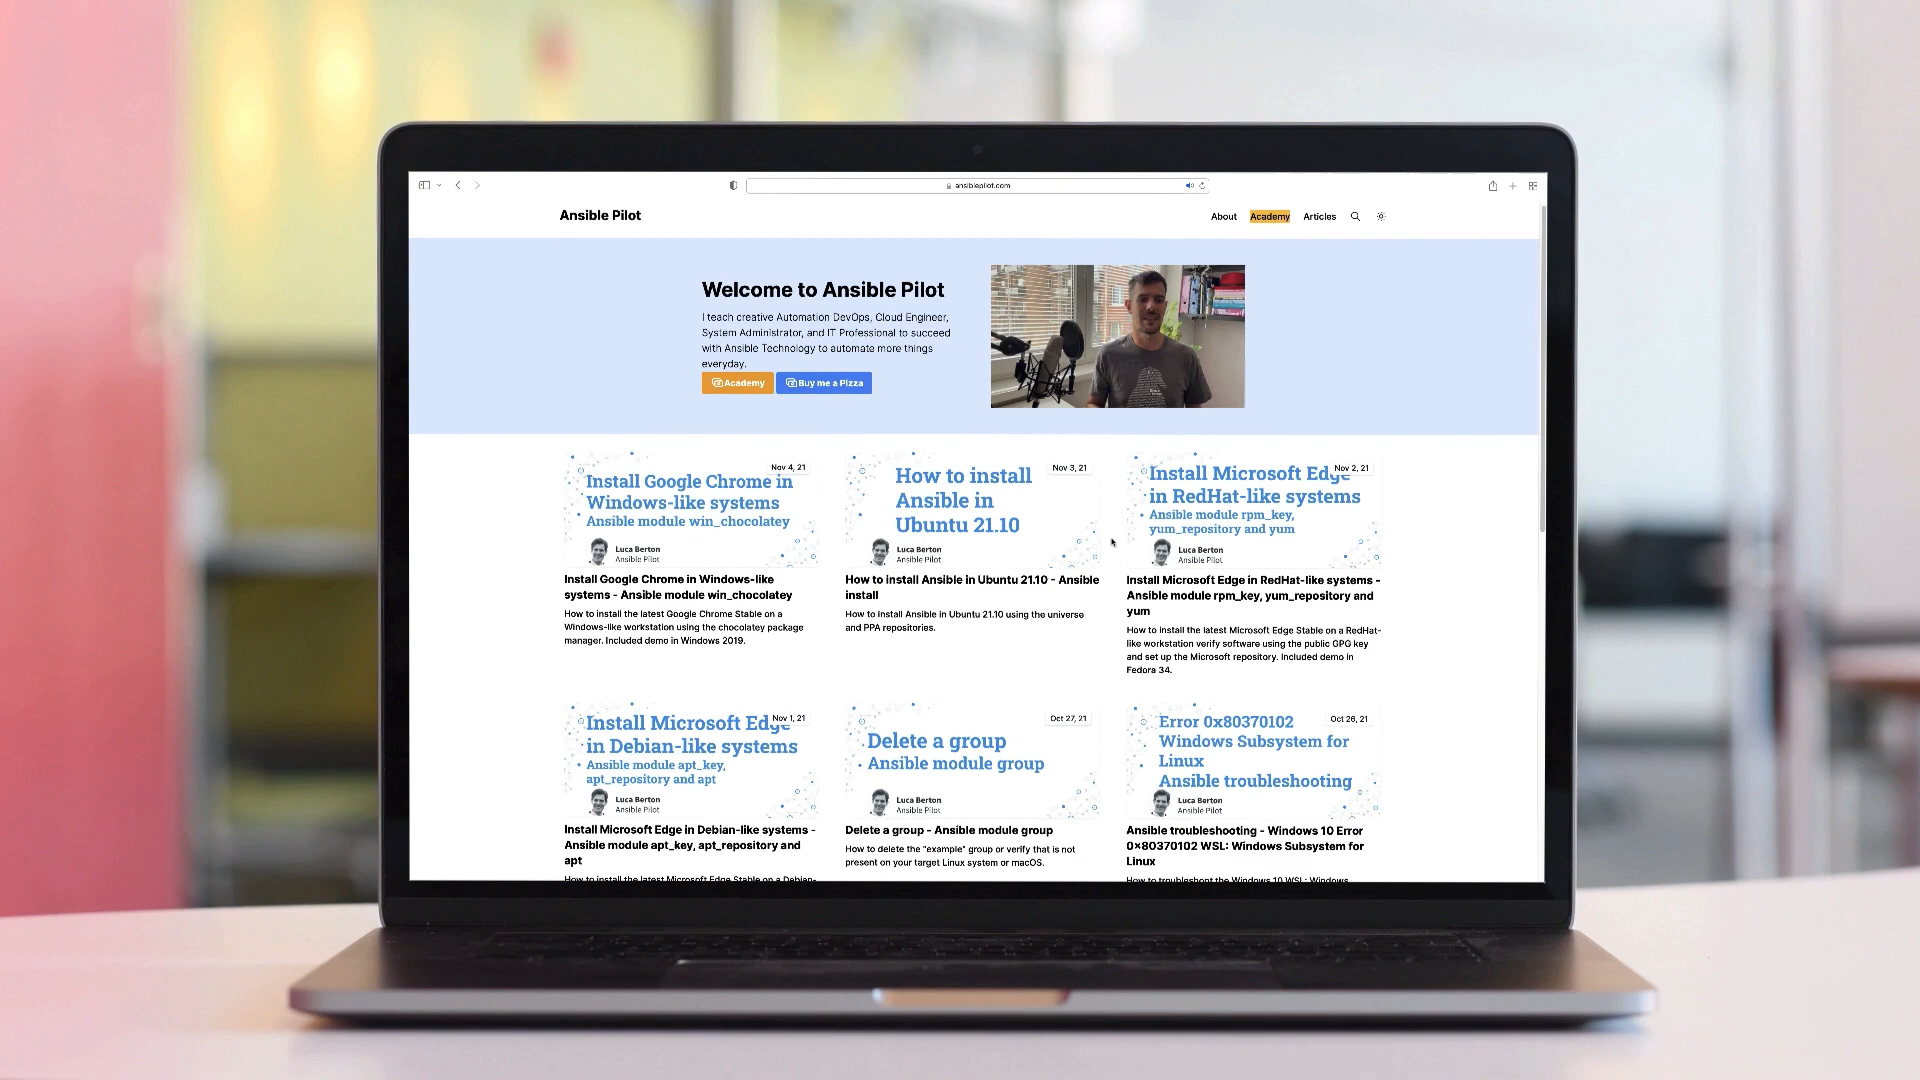 ansiblepilot.com
Ansible Pilot
About Academy Articles
Welcome to Ansible Pilot
I teach creative Automation DevOps, Cloud Engineer,
System Administrator, and IT Professional to succeed
with Ansible Technology to automate more things
everyday.
Academy Buy me a Pizza
Nov 4, 21
Install Google Chrome in
Windows-like systems
Ansible module win_chocolatey
Luca Berton
Ansible Pilot
Install Google Chrome in Windows-like
systems - Ansible module win_chocolatey
How to install the latest Google Chrome Stable on a
Windows-like workstation using the chocolatey package
manager. Included demo in Windows 2019.
Nov 3, 21
How to install
Ansible in
Ubuntu 21.10
Luca Berton
Ansible Pilot
How to install Ansible in Ubuntu 21.10 - Ansible
install
How to install Ansible in Ubuntu 21.10 using the universe
and PPA repositories.
Nov 2, 21
Install Microsoft Edge
in RedHat-like systems
Ansible module rpm_key,
yum_repository and yum
Luca Berton
Ansible Pilot
Install Microsoft Edge in RedHat-like systems -
Ansible module rpm_key, yum_repository and
yum
How to install the latest Microsoft Edge Stable on a RedHat-
like workstation verify software using the public GPG key
and set up the Microsoft repository. Included demo in
Fedora 34.
Nov 1, 21
Install Microsoft Edge
in Debian-like systems
Ansible module apt_key,
apt_repository and apt
Luca Berton
Ansible Pilot
Install Microsoft Edge in Debian-like systems -
Ansible module apt_key, apt_repository and
apt
How to install the latest Microsoft Edge Stable on a Debian-
Oct 27, 21
Delete a group
Ansible module group
Luca Berton
Ansible Pilot
Delete a group - Ansible module group
How to delete the "example" group or verify that is not
present on your target Linux system or macOS.
Oct 26, 21
Error 0x80370102
Windows Subsystem for
Linux
Ansible troubleshooting
Luca Berton
Ansible Pilot
Ansible troubleshooting - Windows 10 Error
0x80370102 WSL: Windows Subsystem for
Linux
How to troubleshoot the Windows 10 WSL: Windows